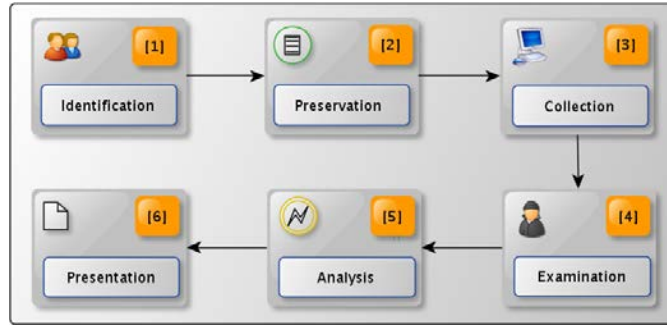 [1]
Identification
[2]
Preservation
[3]
Collection
[4]
Examination
[5]
Analysis
[6]
Presentation